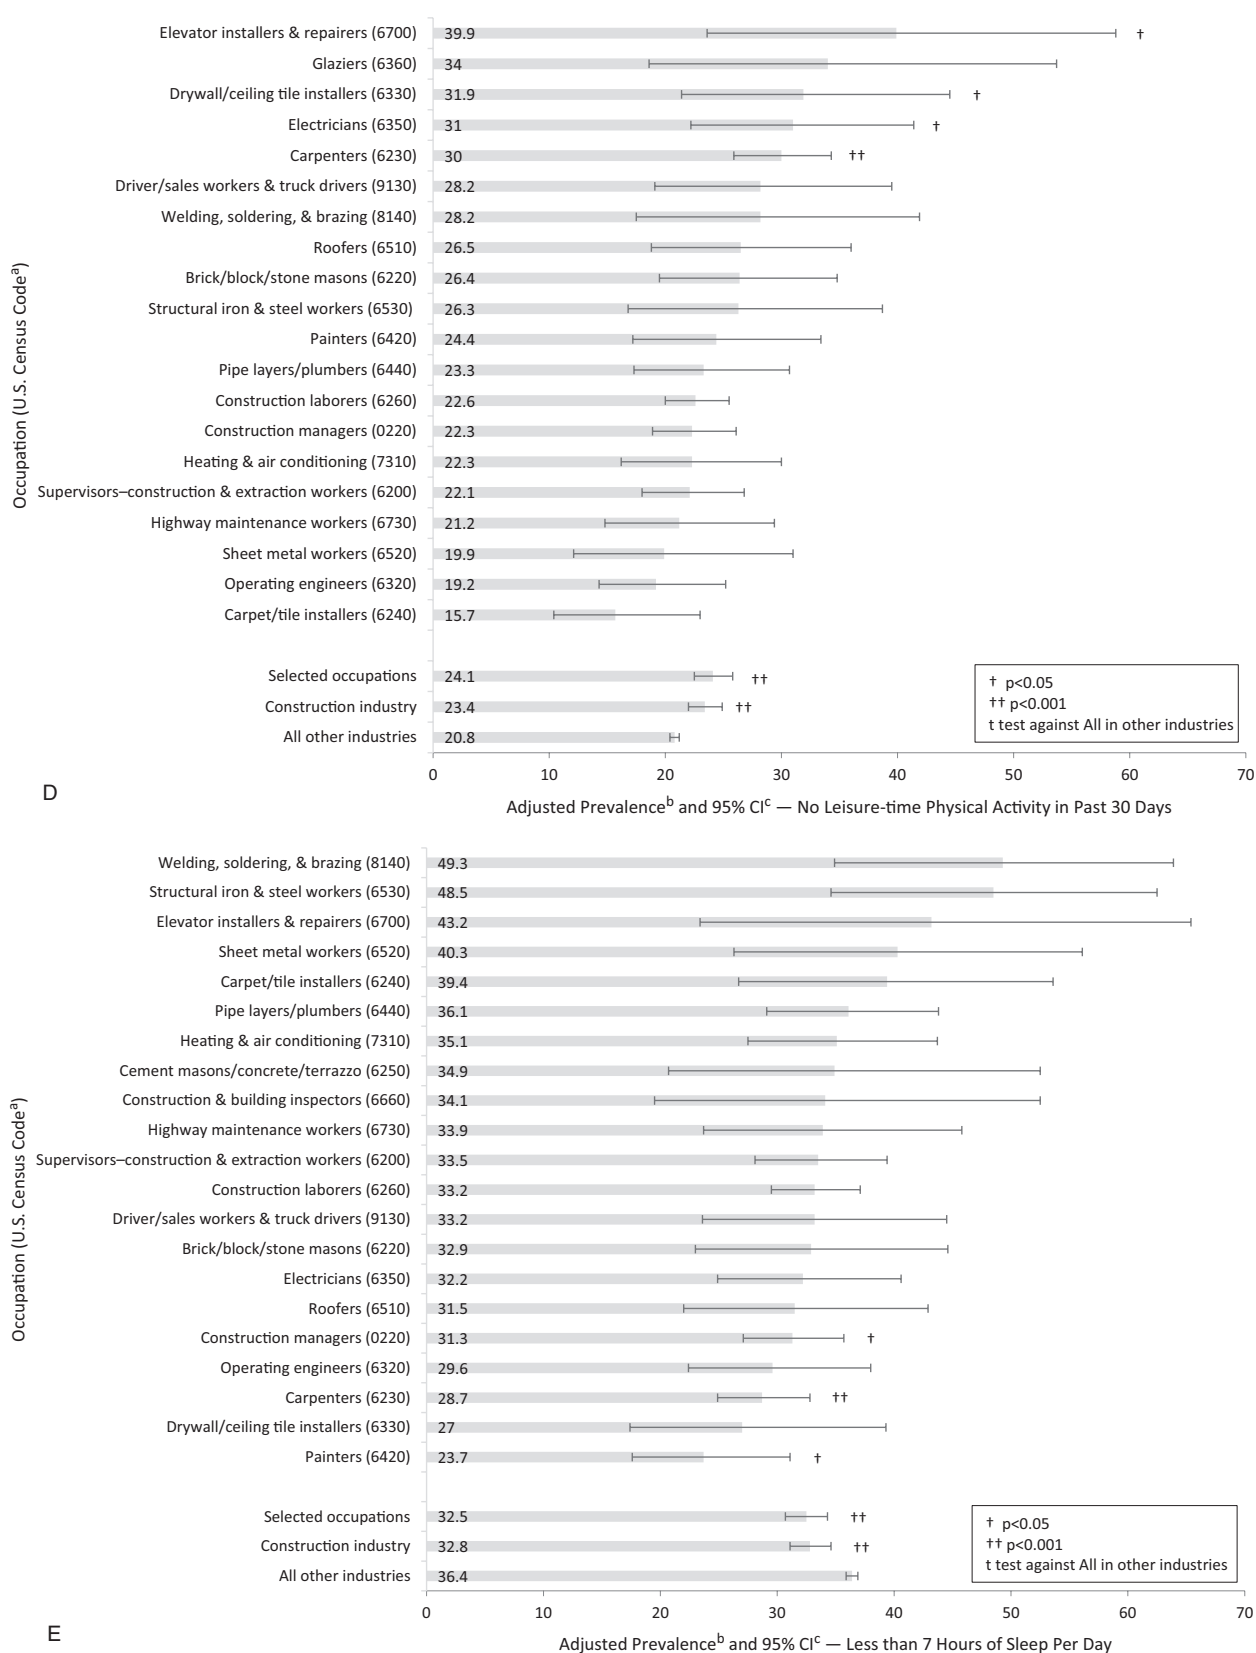 Occupation (U.S. Census Codeᵃ)
Elevator installers & repairers (6700) 39.9 †
Glaziers (6360) 34
Drywall/ceiling tile installers (6330) 31.9 †
Electricians (6350) 31 †
Carpenters (6230) 30 ††
Driver/sales workers & truck drivers (9130) 28.2
Welding, soldering, & brazing (8140) 28.2
Roofers (6510) 26.5
Brick/block/stone masons (6220) 26.4
Structural iron & steel workers (6530) 26.3
Painters (6420) 24.4
Pipe layers/plumbers (6440) 23.3
Construction laborers (6260) 22.6
Construction managers (0220) 22.3
Heating & air conditioning (7310) 22.3
Supervisors–construction & extraction workers (6200) 22.1
Highway maintenance workers (6730) 21.2
Sheet metal workers (6520) 19.9
Operating engineers (6320) 19.2
Carpet/tile installers (6240) 15.7
Selected occupations 24.1 ††
Construction industry 23.4 ††
All other industries 20.8
† p<0.05
†† p<0.001
t test against All in other industries
0 10 20 30 40 50 60 70
D
Adjusted Prevalenceᵇ and 95% CIᶜ — No Leisure-time Physical Activity in Past 30 Days
Occupation (U.S. Census Codeᵃ)
Welding, soldering, & brazing (8140) 49.3
Structural iron & steel workers (6530) 48.5
Elevator installers & repairers (6700) 43.2
Sheet metal workers (6520) 40.3
Carpet/tile installers (6240) 39.4
Pipe layers/plumbers (6440) 36.1
Heating & air conditioning (7310) 35.1
Cement masons/concrete/terrazzo (6250) 34.9
Construction & building inspectors (6660) 34.1
Highway maintenance workers (6730) 33.9
Supervisors–construction & extraction workers (6200) 33.5
Construction laborers (6260) 33.2
Driver/sales workers & truck drivers (9130) 33.2
Brick/block/stone masons (6220) 32.9
Electricians (6350) 32.2
Roofers (6510) 31.5
Construction managers (0220) 31.3 †
Operating engineers (6320) 29.6
Carpenters (6230) 28.7 ††
Drywall/ceiling tile installers (6330) 27
Painters (6420) 23.7 †
Selected occupations 32.5 ††
Construction industry 32.8 ††
All other industries 36.4
† p<0.05
†† p<0.001
t test against All in other industries
0 10 20 30 40 50 60 70
E
Adjusted Prevalenceᵇ and 95% CIᶜ — Less than 7 Hours of Sleep Per Day